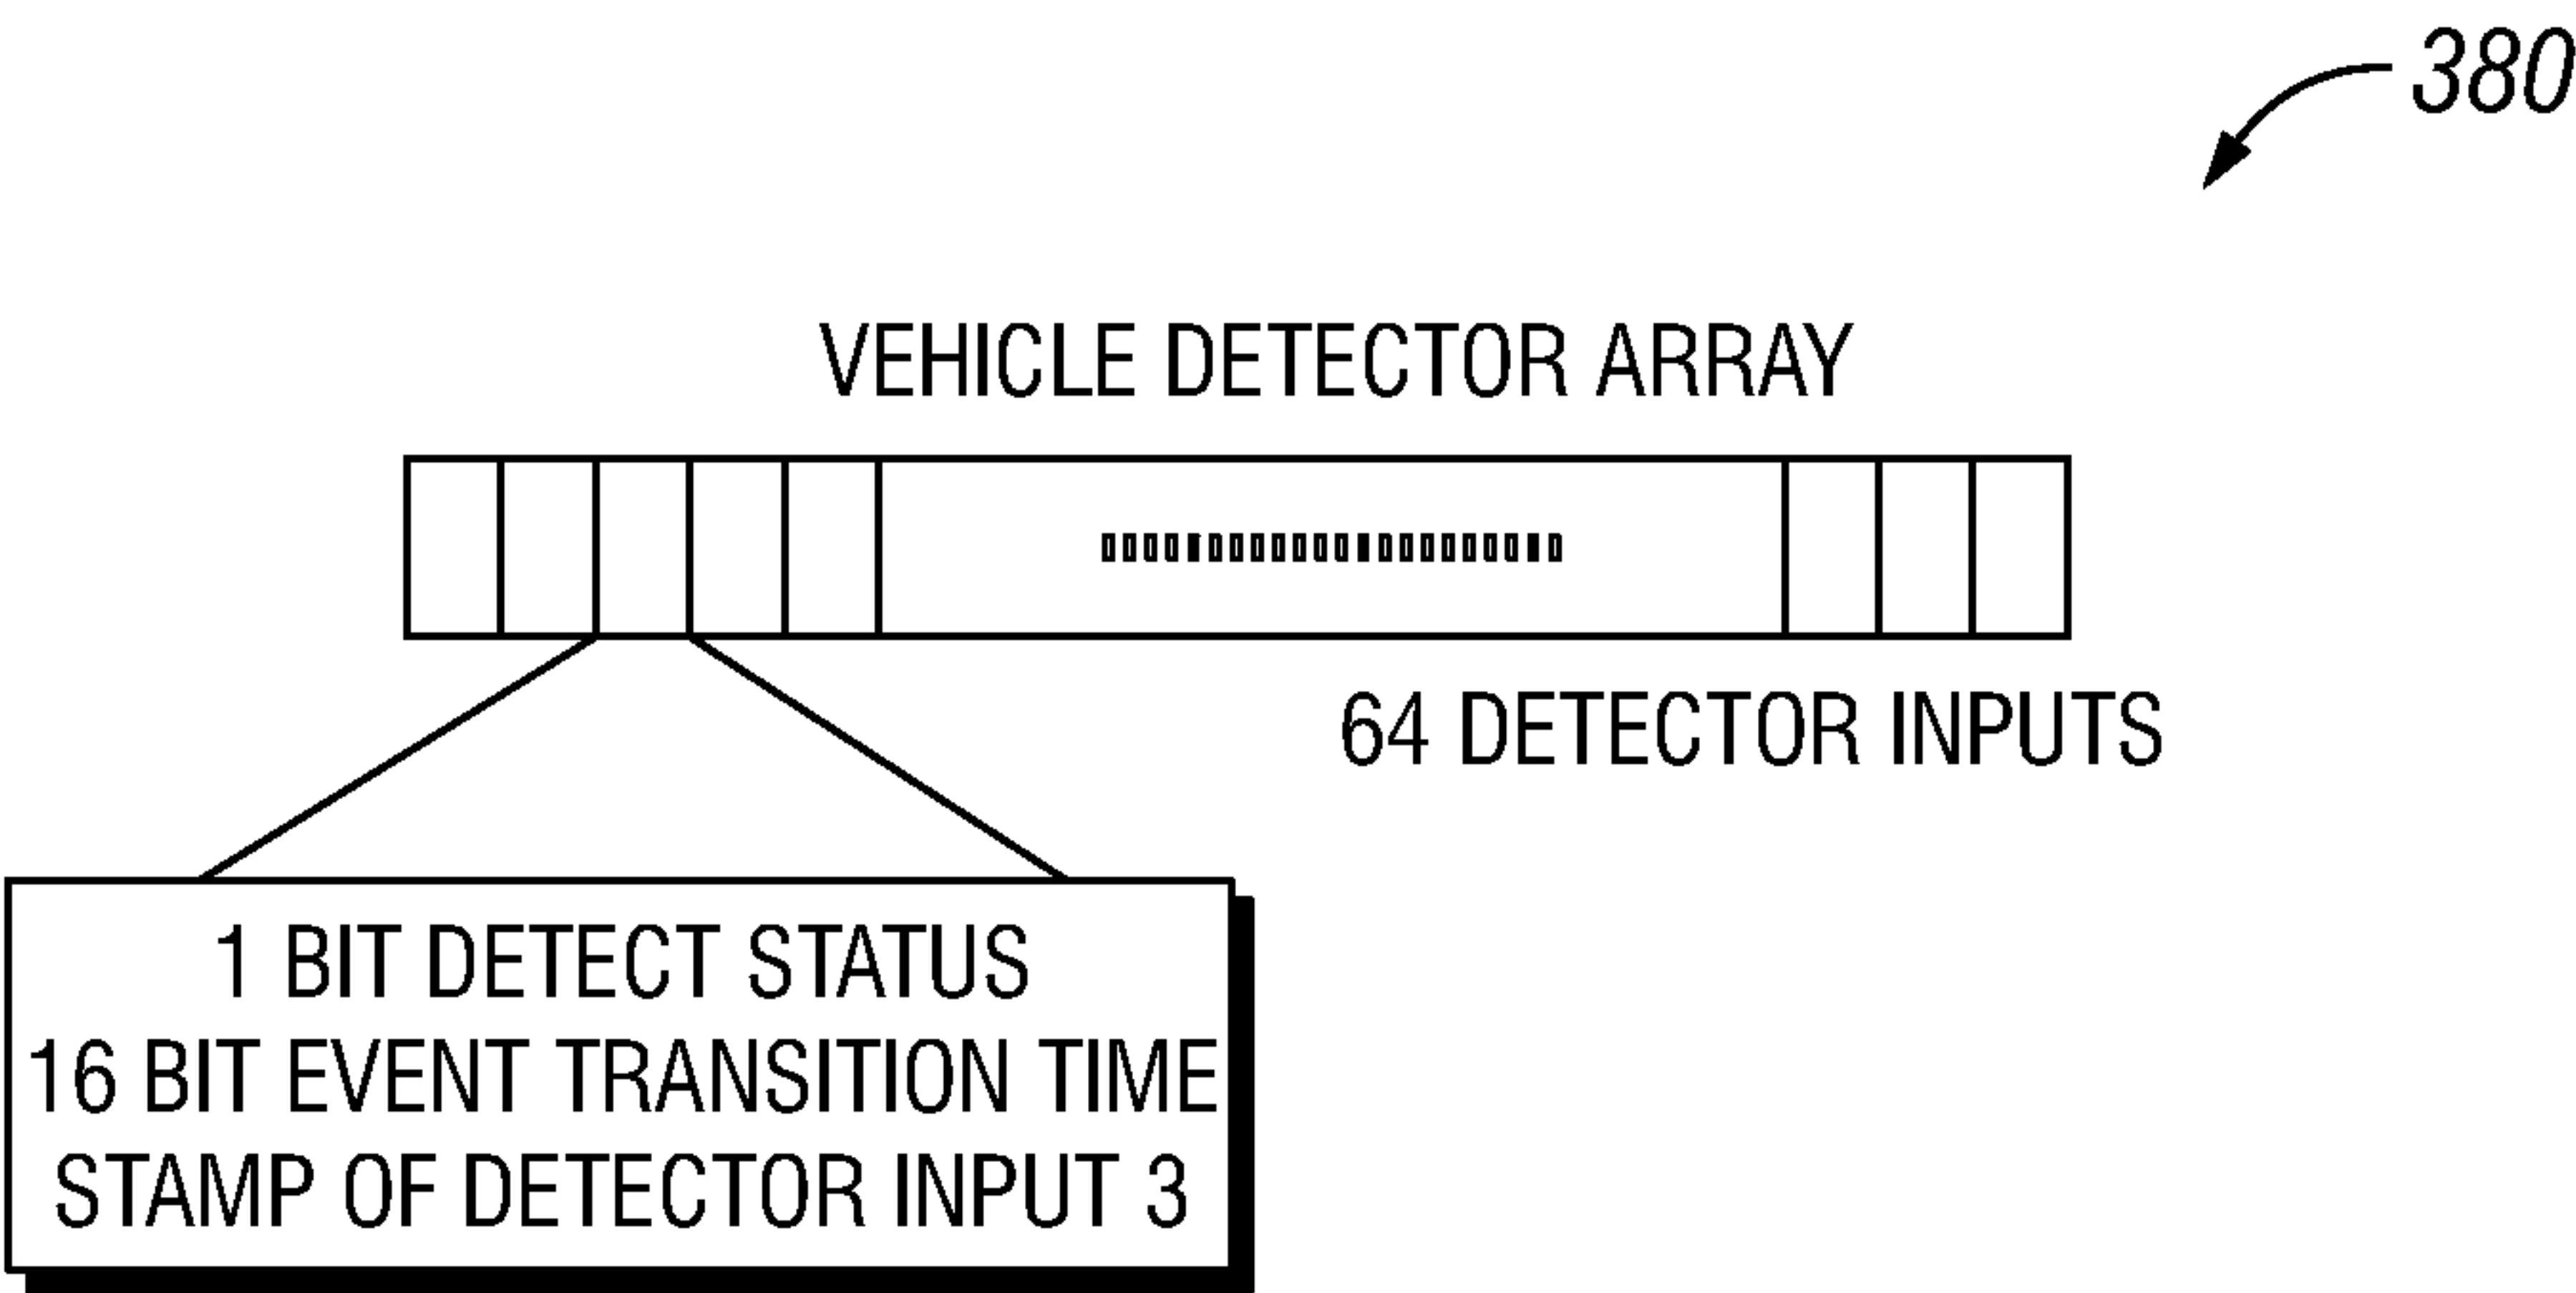 380
VEHICLE DETECTOR ARRAY
64 DETECTOR INPUTS
1 BIT DETECT STATUS
16 BIT EVENT TRANSITION TIME
STAMP OF DETECTOR INPUT 3